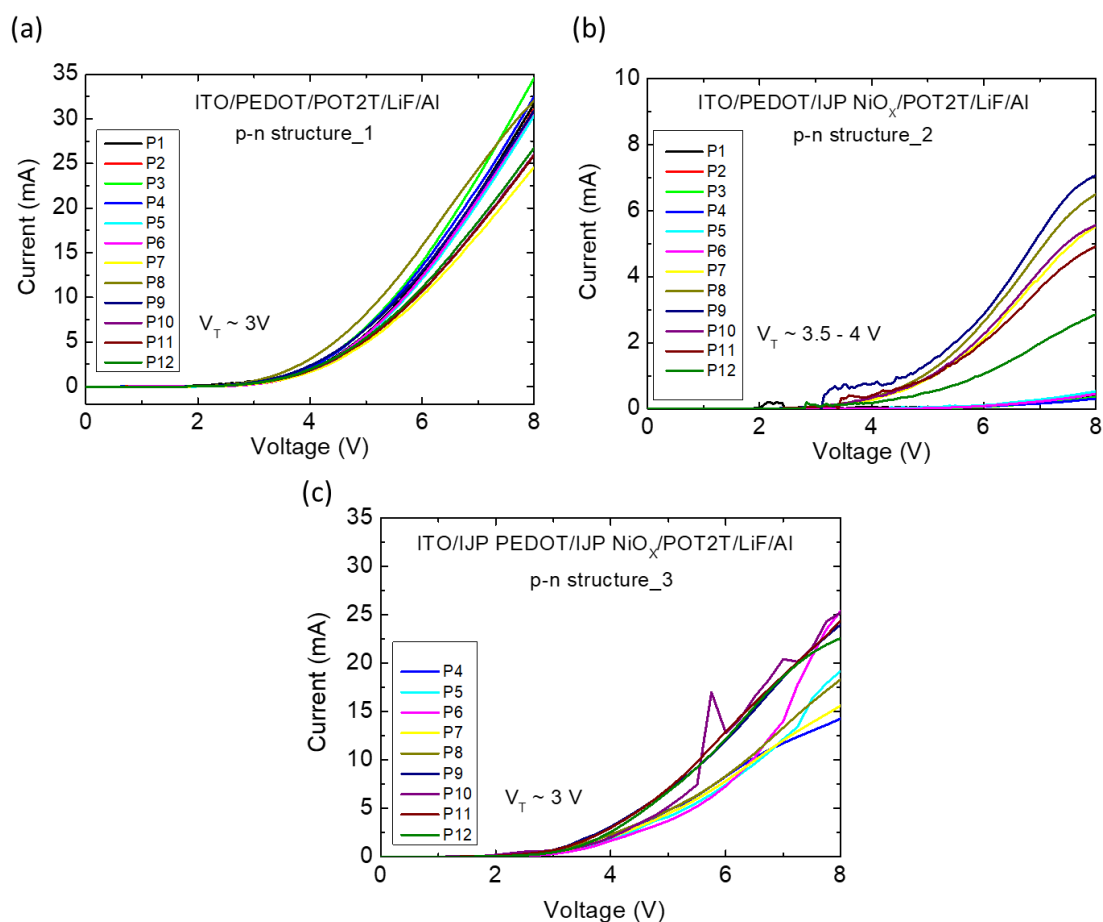 (a)
35
30
25
20
15
10
5
0
Current (mA)
ITO/PEDOT/POT2T/LiF/Al
p-n structure_1
P1
P2
P3
P4
P5
P6
P7
P8
P9
P10
P11
P12
V_T ~ 3V
0 2 4 6 8
Voltage (V)
(b)
10
8
6
4
2
0
Current (mA)
ITO/PEDOT/IJP NiO_X/POT2T/LiF/Al
p-n structure_2
P1
P2
P3
P4
P5
P6
P7
P8
P9
P10
P11
P12
V_T ~ 3.5 - 4 V
0 2 4 6 8
Voltage (V)
(c)
35
30
25
20
15
10
5
0
Current (mA)
ITO/IJP PEDOT/IJP NiO_X/POT2T/LiF/Al
p-n structure_3
P4
P5
P6
P7
P8
P9
P10
P11
P12
V_T ~ 3 V
0 2 4 6 8
Voltage (V)